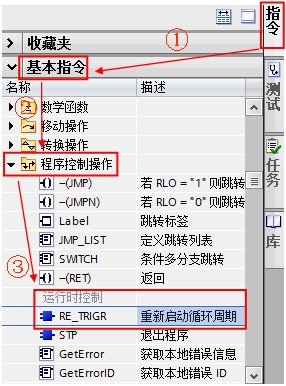 指令
①
收藏夹
基本指令
名称 描述
② 数学函数
移动操作
转换操作
程序控制操作
-(JMP) 若 RLO = "1" 则跳转
-(JMPN) 若 RLO = "0" 则跳转
Label 跳转标签
JMP_LIST 定义跳转列表
SWITCH 条件多分支跳转
-(RET) 返回
③
运行时控制
RE_TRIGR 重新启动循环周期
STP 退出程序
GetError 获取本地错误信息
GetErrorID 获取本地错误 ID
测试
任务
库